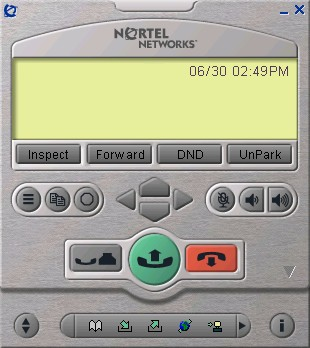 NORTEL
NETWORKS
06/30 02:49PM
Inspect Forward DND UnPark
i